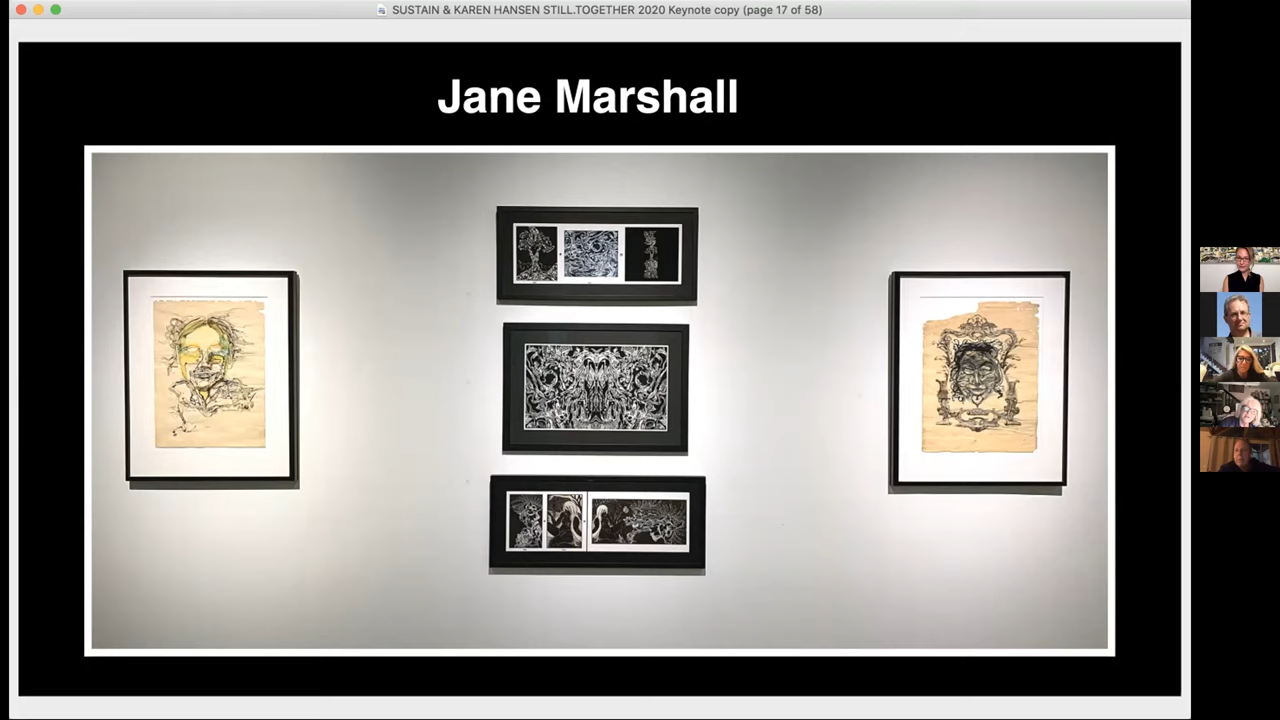 SUSTAIN & KAREN HANSEN STILL.TOGETHER 2020 Keynote copy (page 17 of 58)
Jane Marshall